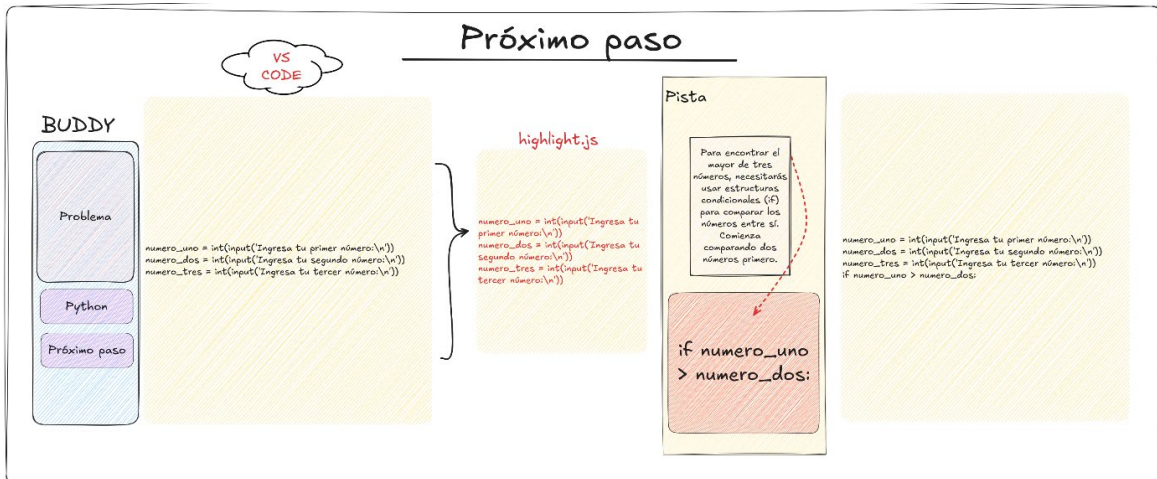 Próximo paso
VS
CODE
BUDDY
Problema
Python
Próximo paso
numero_uno = int(input('Ingresa tu primer número:\n'))
numero_dos = int(input('Ingresa tu segundo número:\n'))
numero_tres = int(input('Ingresa tu tercer número:\n'))
highlight.js
numero_uno = int(input('Ingresa tu
primer número:\n'))
numero_dos = int(input('Ingresa tu
segundo número:\n'))
numero_tres = int(input('Ingresa tu
tercer número:\n'))
Pista
Para encontrar el
mayor de tres
números, necesitarás
usar estructuras
condicionales (if)
para comparar los
números entre sí.
Comienza
comparando dos
números primero.
if numero_uno
> numero_dos:
numero_uno = int(input('Ingresa tu primer número:\n'))
numero_dos = int(input('Ingresa tu segundo número:\n'))
numero_tres = int(input('Ingresa tu tercer número:\n'))
if numero_uno > numero_dos: